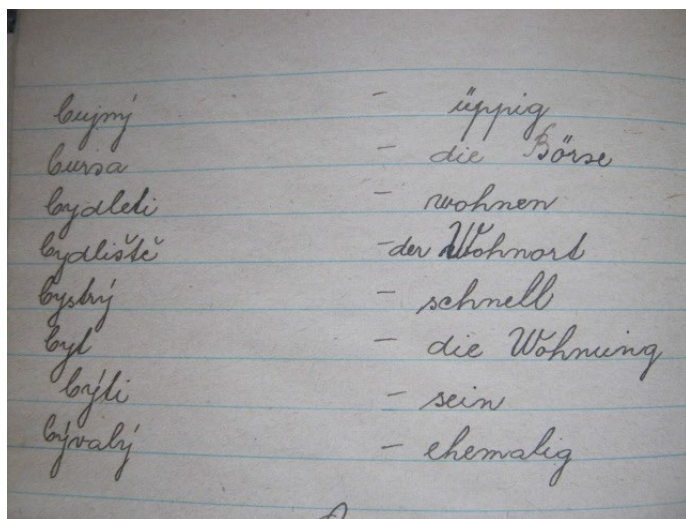 bujný - üppig
bursa - die Börse
bydleti - wohnen
bydliště - der Wohnort
bystrý - schnell
byt - die Wohnung
býti - sein
bývalý - ehemalig